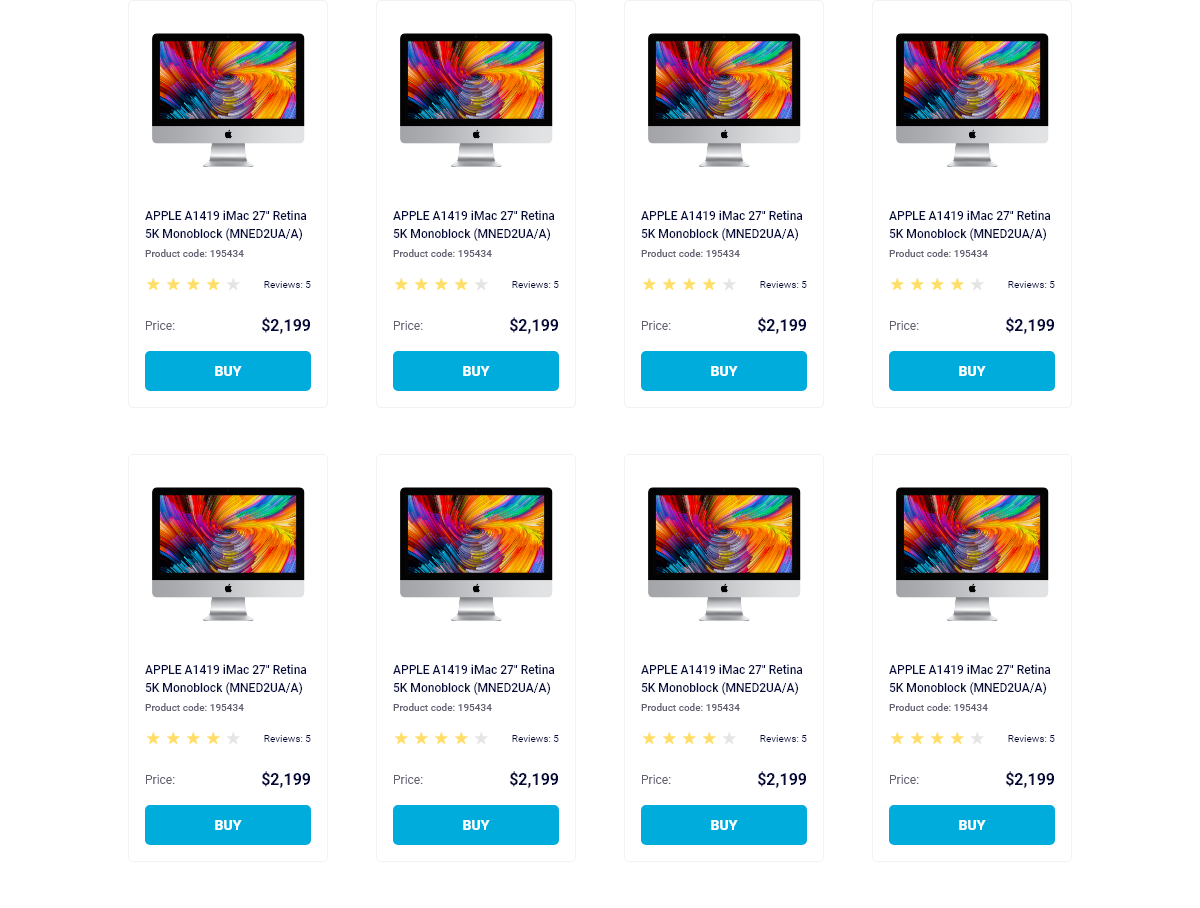 APPLE A1419 iMac 27" Retina
5K Monoblock (MNED2UA/A)
Product code: 195434
Reviews: 5
Price: $2,199
BUY
APPLE A1419 iMac 27" Retina
5K Monoblock (MNED2UA/A)
Product code: 195434
Reviews: 5
Price: $2,199
BUY
APPLE A1419 iMac 27" Retina
5K Monoblock (MNED2UA/A)
Product code: 195434
Reviews: 5
Price: $2,199
BUY
APPLE A1419 iMac 27" Retina
5K Monoblock (MNED2UA/A)
Product code: 195434
Reviews: 5
Price: $2,199
BUY
APPLE A1419 iMac 27" Retina
5K Monoblock (MNED2UA/A)
Product code: 195434
Reviews: 5
Price: $2,199
BUY
APPLE A1419 iMac 27" Retina
5K Monoblock (MNED2UA/A)
Product code: 195434
Reviews: 5
Price: $2,199
BUY
APPLE A1419 iMac 27" Retina
5K Monoblock (MNED2UA/A)
Product code: 195434
Reviews: 5
Price: $2,199
BUY
APPLE A1419 iMac 27" Retina
5K Monoblock (MNED2UA/A)
Product code: 195434
Reviews: 5
Price: $2,199
BUY